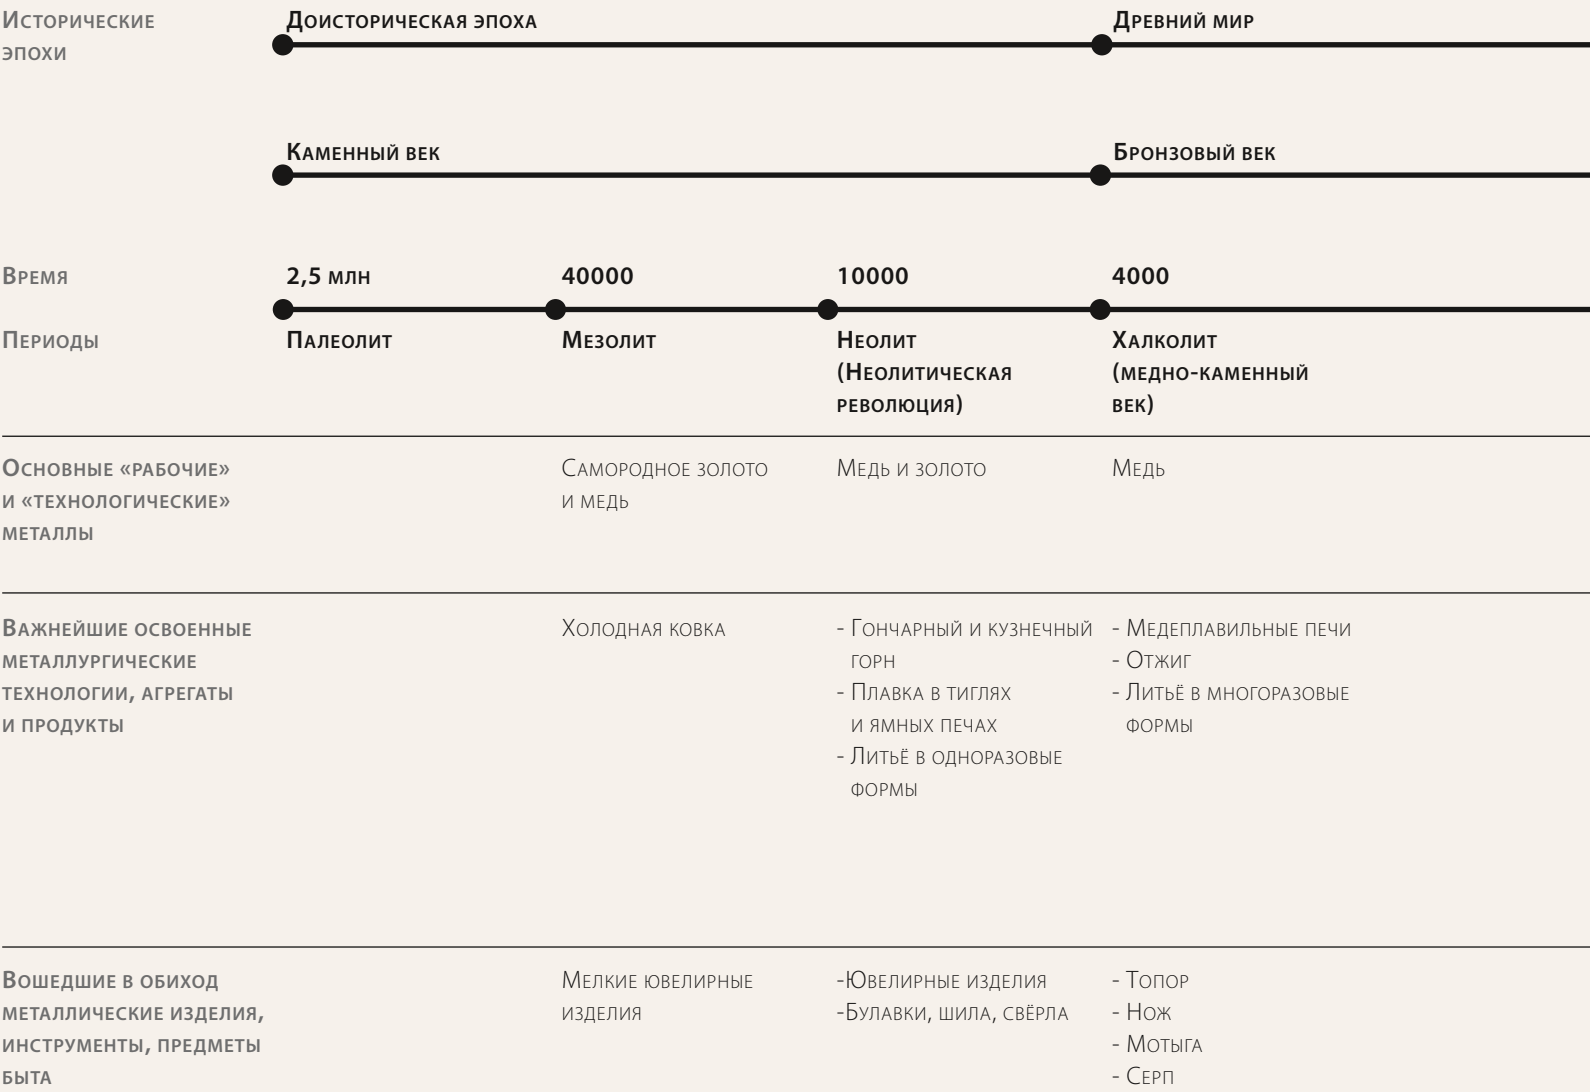 Исторические
эпохи
Доисторическая эпоха
Древний мир
Каменный век
Бронзовый век
Время
2,5 млн
40000
10000
4000
Периоды
Палеолит
Мезолит
Неолит
(Неолитическая
революция)
Халколит
(медно-каменный
век)
Основные «рабочие»
и «технологические»
металлы
Самородное золото
и медь
Медь и золото
Медь
Важнейшие освоенные
металлургические
технологии, агрегаты
и продукты
Холодная ковка
- Гончарный и кузнечный
горн
- Плавка в тиглях
и ямных печах
- Литьё в одноразовые
формы
- Медеплавильные печи
- Отжиг
- Литьё в многоразовые
формы
Вошедшие в обиход
металлические изделия,
инструменты, предметы
быта
Мелкие ювелирные
изделия
-Ювелирные изделия
-Булавки, шила, свёрла
- Топор
- Нож
- Мотыга
- Серп